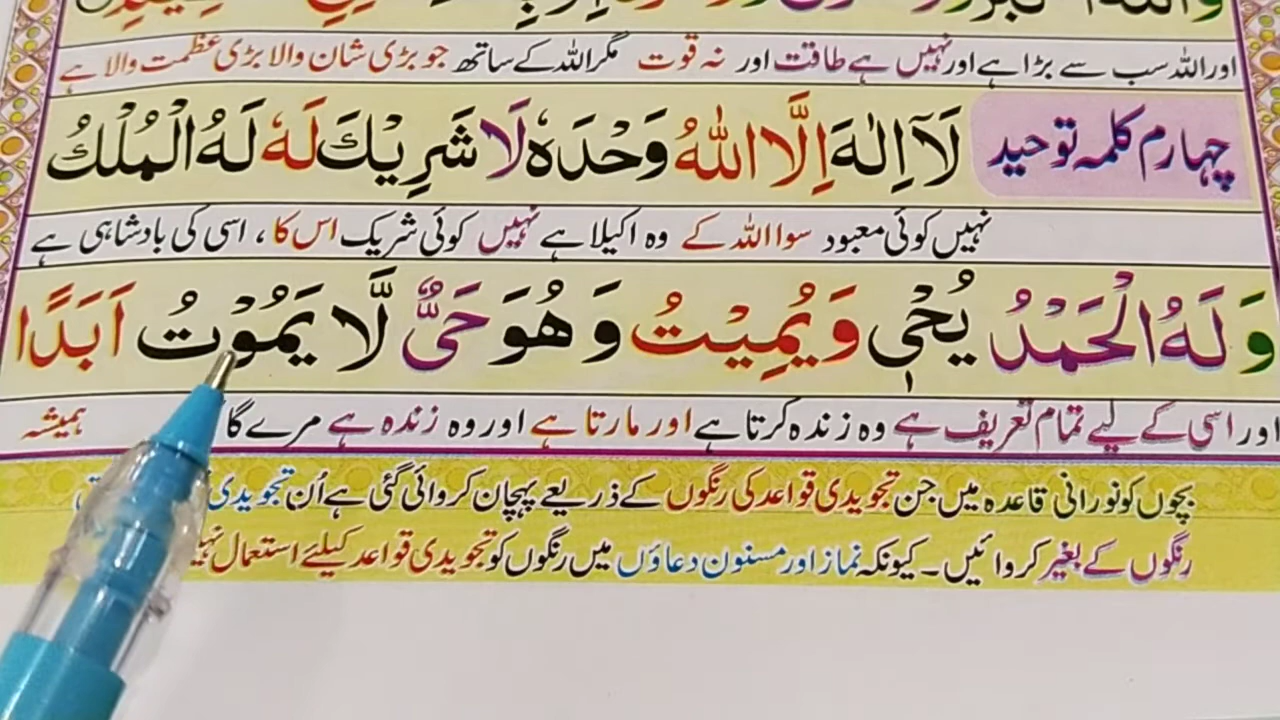 اور اللہ سب سے بڑا ہے اور نہیں ہے طاقت اور نہ قوت مگر اللہ کے ساتھ جو بڑی شان والا بڑی عظمت والا ہے
چہارم کلمہ توحید لَآ اِلٰهَ اِلَّا اللّٰهُ وَحْدَهٗ لَا شَرِيْكَ لَهٗ لَهُ الْمُلْكُ
نہیں کوئی معبود سوا اللہ کے وہ اکیلا ہے نہیں کوئی شریک اس کا ، اسی کی بادشاہی ہے
وَ لَهُ الْحَمْدُ يُحْيٖ وَ يُمِيْتُ وَ هُوَ حَيٌّ لَّا يَمُوْتُ اَبَدًا
اور اسی کے لیے تمام تعریف ہے وہ زندہ کرتا ہے اور مارتا ہے اور وہ زندہ ہے مرے گا ہمیشہ
بچوں کو نورانی قاعدہ میں جن تجویدی قواعد کی رنگوں کے ذریعے پہچان کروائی گئی ہے اُن تجویدی
رنگوں کے بغیر کروائیں۔ کیونکہ نماز اور مسنون دعاؤں میں رنگوں کو تجویدی قواعد کیلئے استعمال